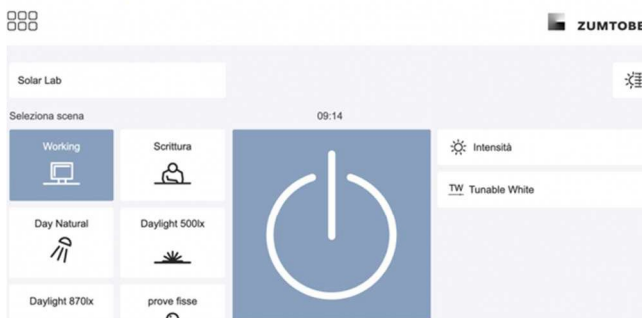 ZUMTOBE
Solar Lab
Seleziona scena
09:14
Working
Scrittura
Intensità
TW Tunable White
Day Natural
Daylight 500lx
Daylight 870lx
prove fisse